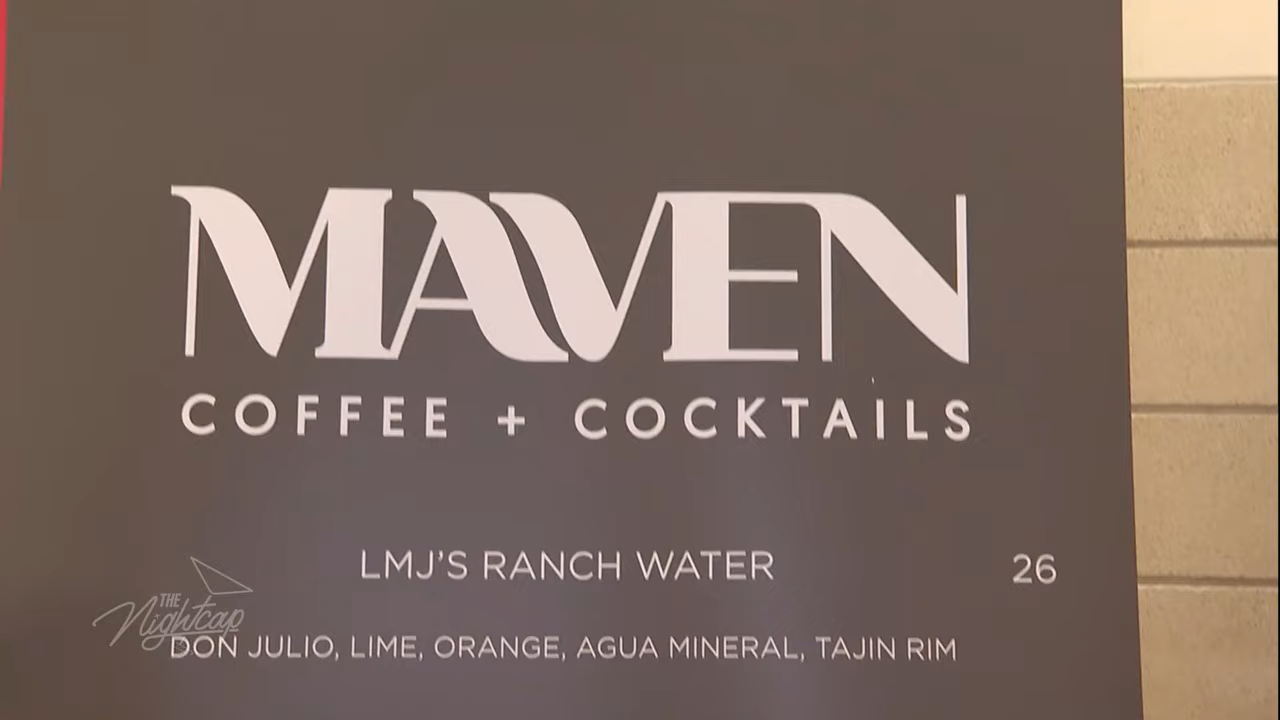 MAVEN
COFFEE + COCKTAiLS
LMJ'S RANCH WATER 26
THE
Nightcap
DON JULIO, LIME, ORANGE, AGUA MINERAL, TAJIN RIM